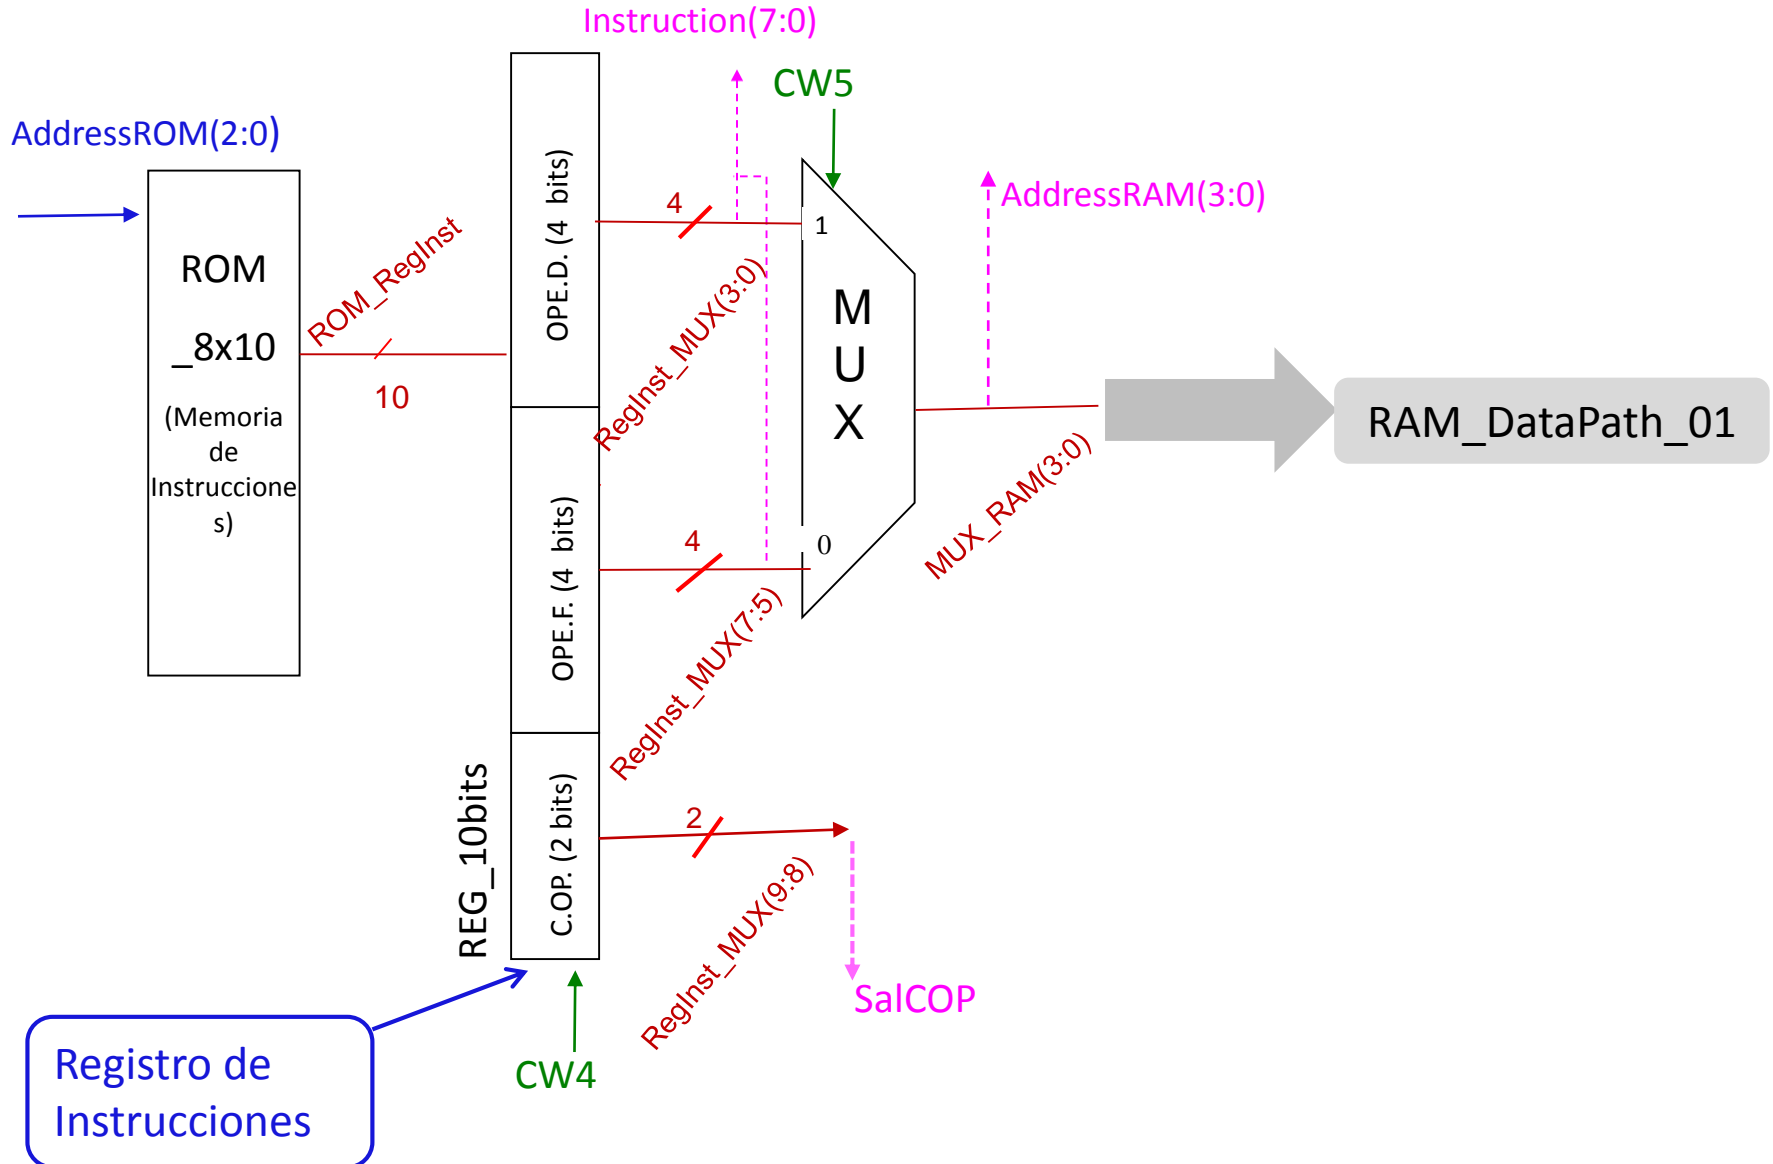 Instruction(7:0)
CW5
AddressROM(2:0)
ROM
_8x10
(Memoria
de
Instruccione
s)
ROM_RegInst
10
OPE.D. (4 bits)
OPE.F. (4 bits)
C.OP. (2 bits)
REG_10bits
4
RegInst_MUX(3:0)
4
RegInst_MUX(7:5)
2
RegInst_MUX(9:8)
1
M
U
X
0
AddressRAM(3:0)
MUX_RAM(3:0)
RAM_DataPath_01
SalCOP
CW4
Registro de
Instrucciones